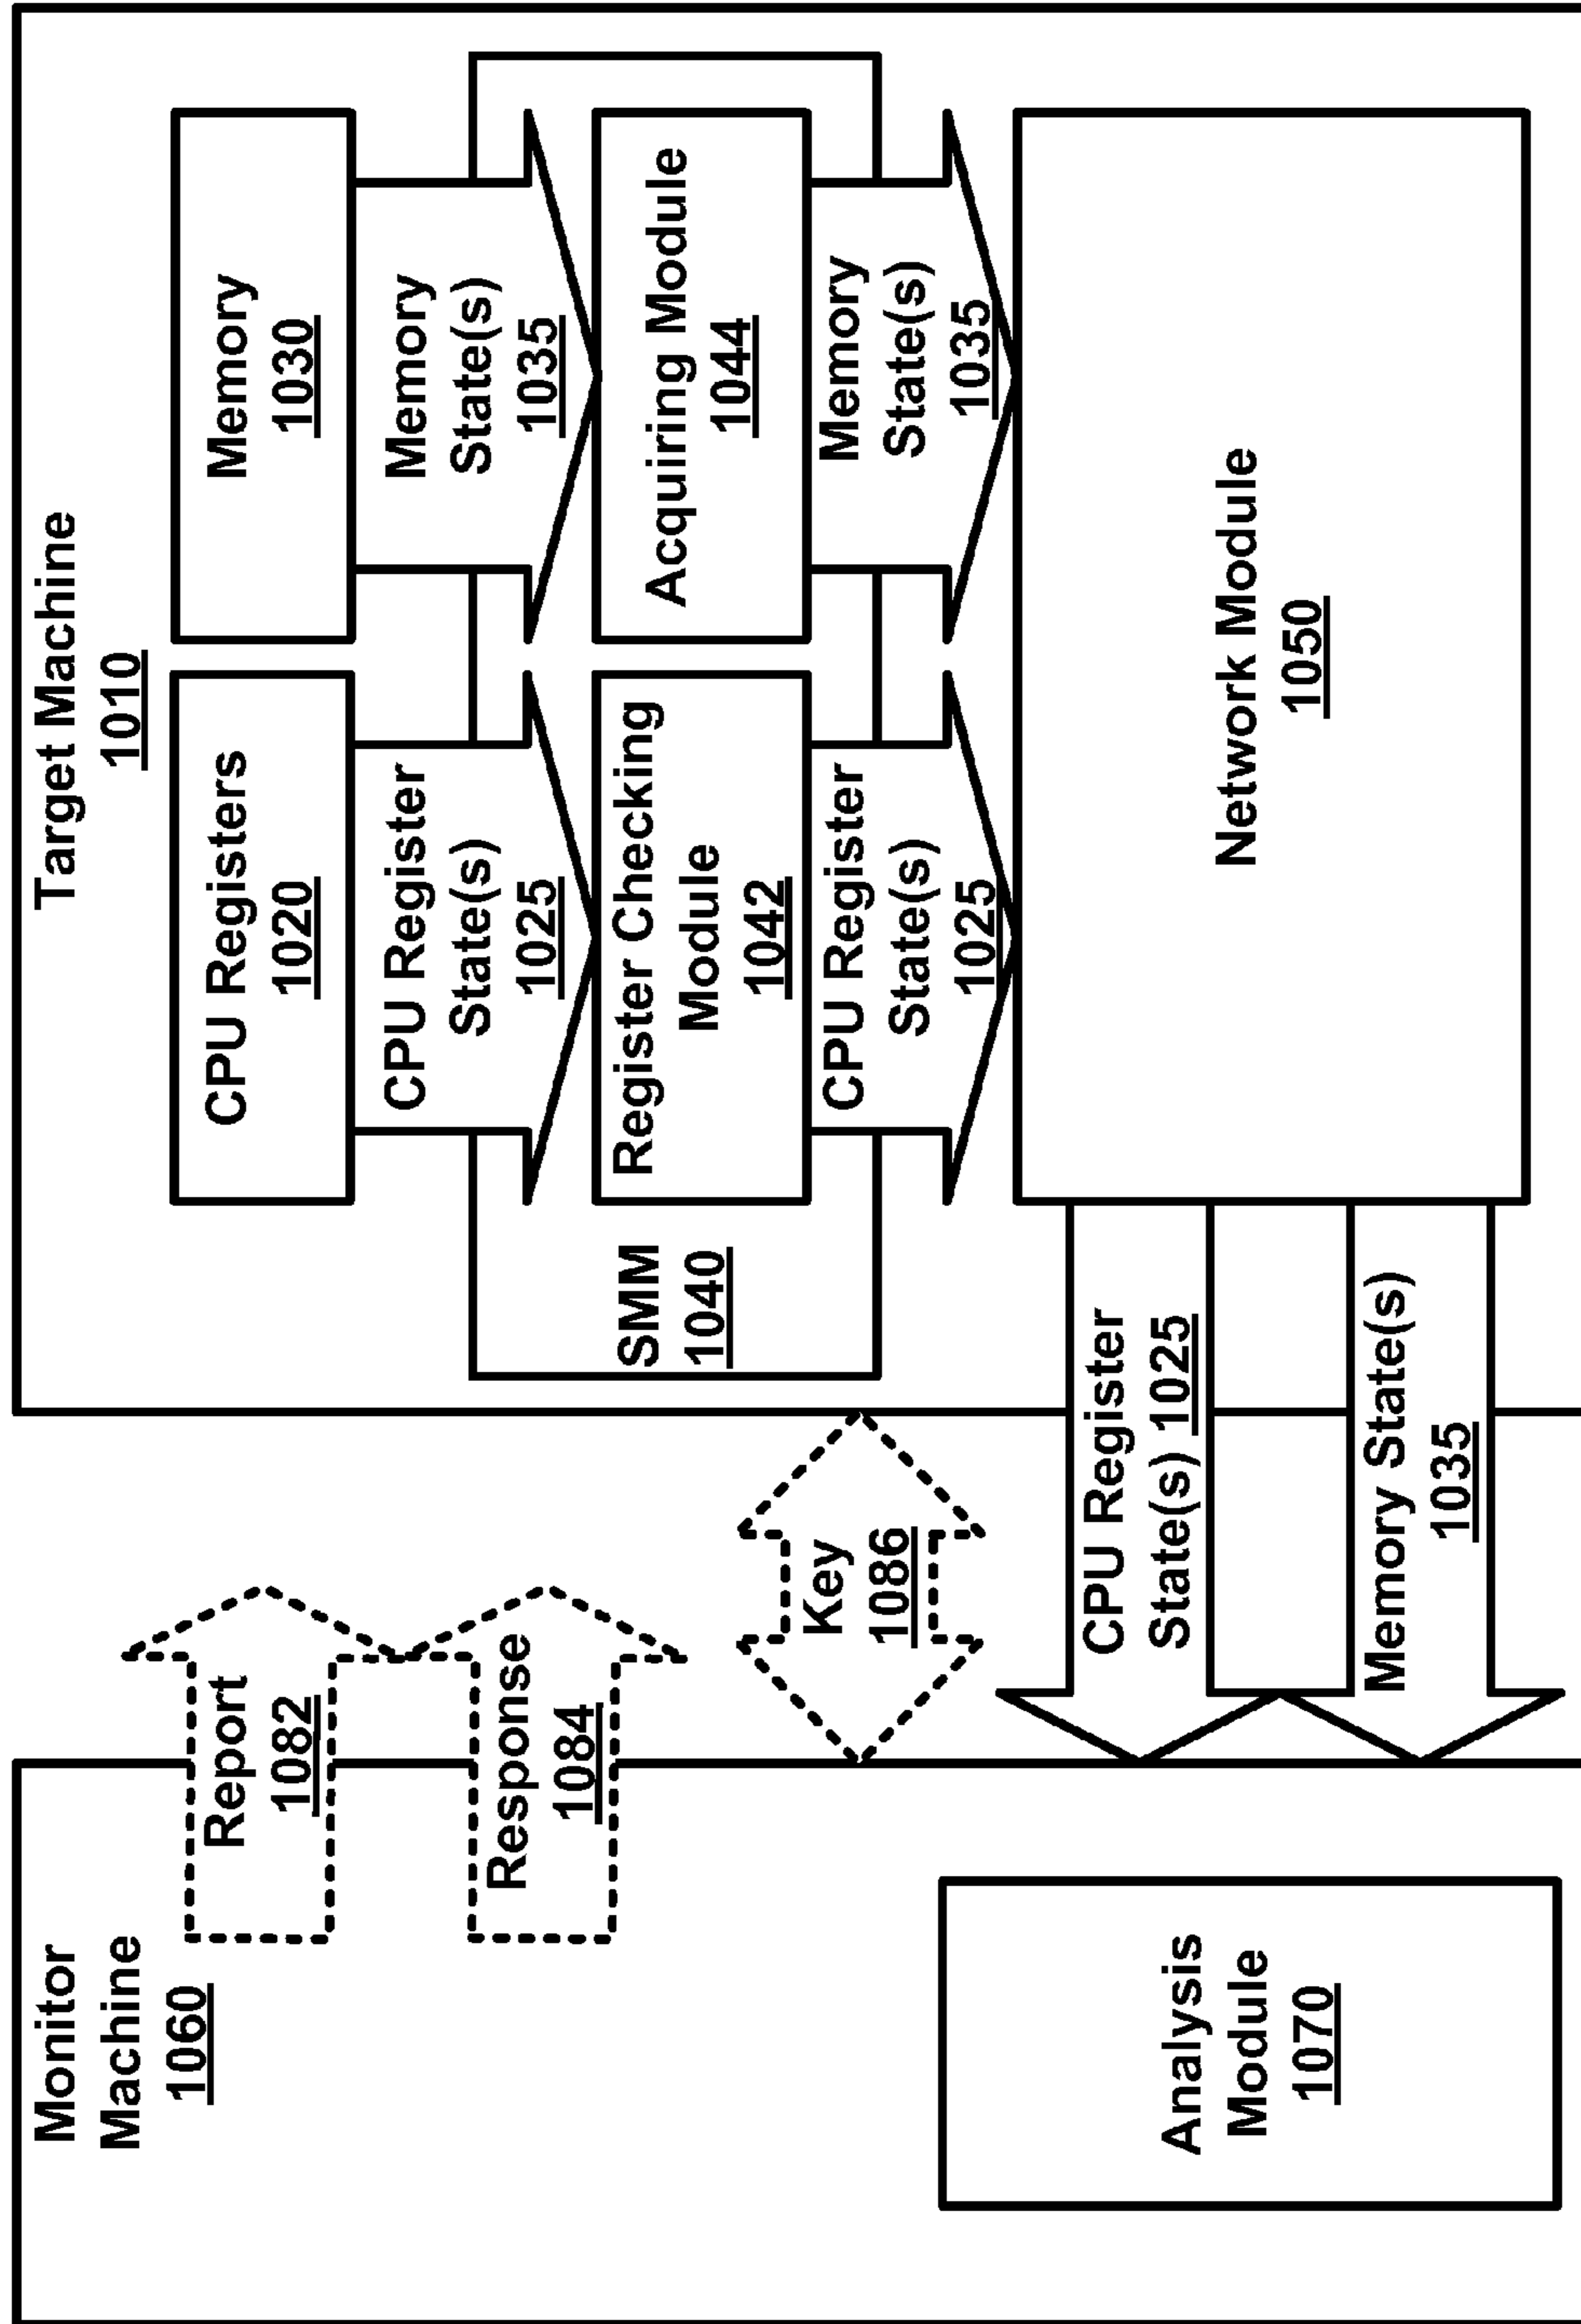 Monitor
Machine
1060
Report
1082
Response
1084
Key
1086
Analysis
Module
1070
Target Machine
1010
CPU Registers
1020
Memory
1030
CPU Register
State(s)
1025
Memory
State(s)
1035
SMM
1040
Register Checking
Module
1042
Acquiring Module
1044
CPU Register
State(s)
1025
Memory
State(s)
1035
Network Module
1050
CPU Register
State(s) 1025
Memory State(s)
1035